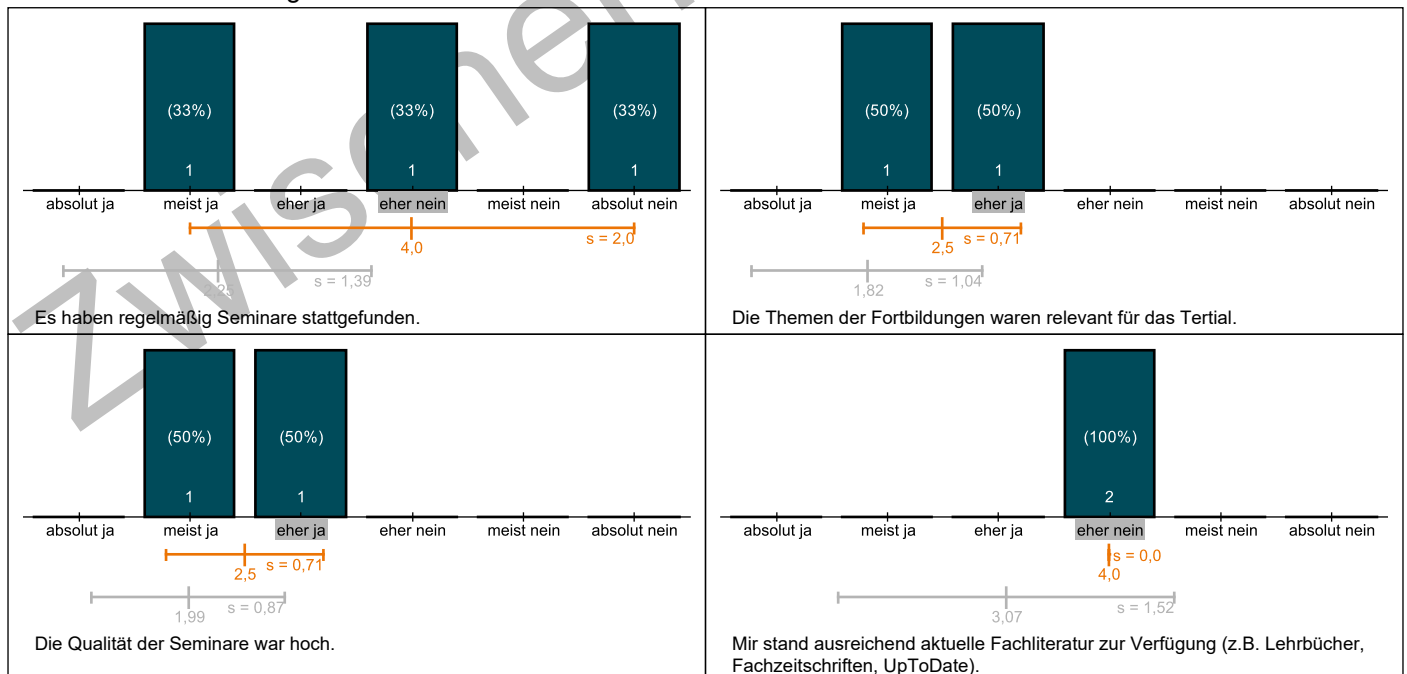 (33%)
(33%)
(33%)
1
1
1
absolut ja
meist ja
eher ja
eher nein
meist nein
absolut nein
4,0
s = 2,0
2,25
s = 1,39
Es haben regelmäßig Seminare stattgefunden.
(50%)
(50%)
1
1
absolut ja
meist ja
eher ja
eher nein
meist nein
absolut nein
2,5
s = 0,71
1,82
s = 1,04
Die Themen der Fortbildungen waren relevant für das Tertial.
(50%)
(50%)
1
1
absolut ja
meist ja
eher ja
eher nein
meist nein
absolut nein
2,5
s = 0,71
1,99
s = 0,87
Die Qualität der Seminare war hoch.
(100%)
2
absolut ja
meist ja
eher ja
eher nein
meist nein
absolut nein
s = 0,0
4,0
3,07
s = 1,52
Mir stand ausreichend aktuelle Fachliteratur zur Verfügung (z.B. Lehrbücher,
Fachzeitschriften, UpToDate).